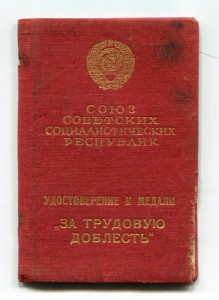 СОЮЗ
СОВЕТСКИХ
СОЦИАЛИСТИЧЕСКИХ
РЕСПУБЛИК
УДОСТОВЕРЕНИЕ К МЕДАЛИ
„ЗА ТРУДОВУЮ
ДОБЛЕСТЬ“